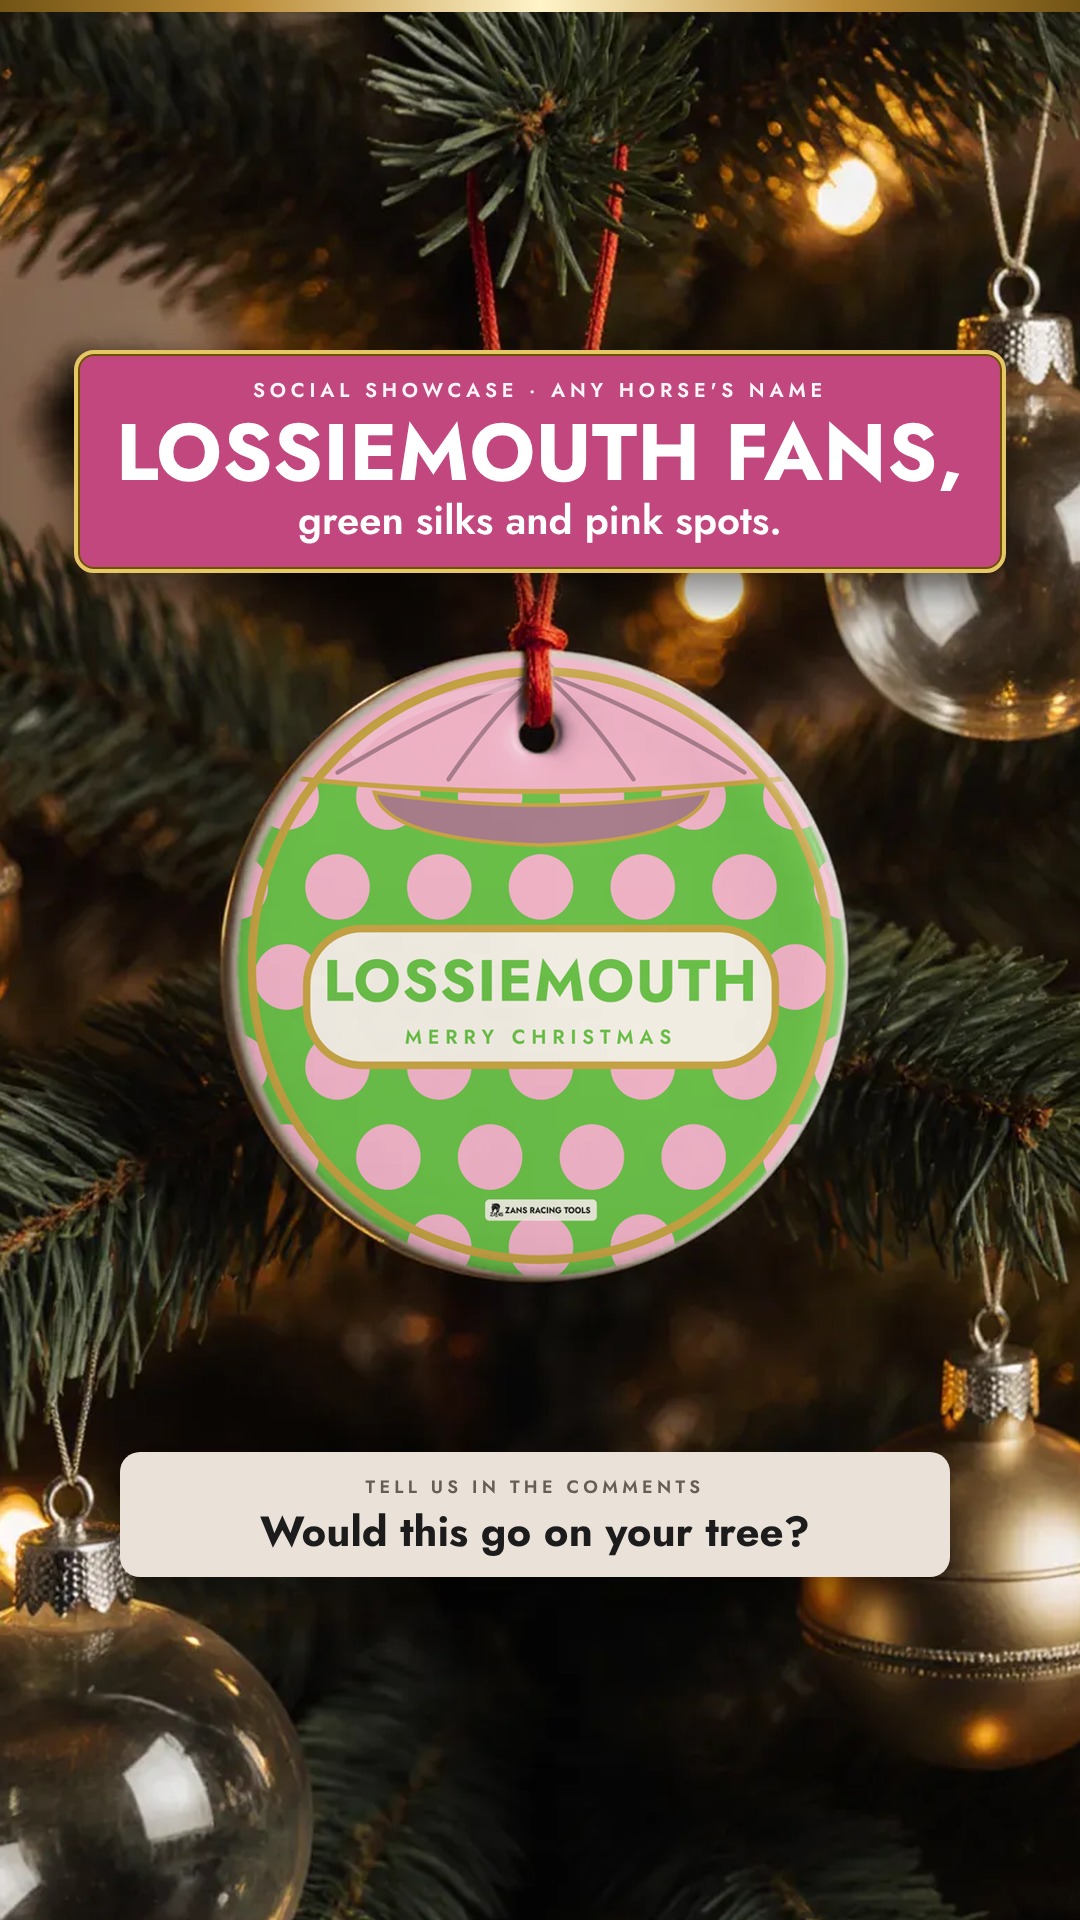 SOCIAL SHOWCASE · ANY HORSE'S NAME
LOSSIEMOUTH FANS,
green silks and pink spots.
LOSSIEMOUTH
MERRY CHRISTMAS
ZANS RACING TOOLS
TELL US IN THE COMMENTS
Would this go on your tree?